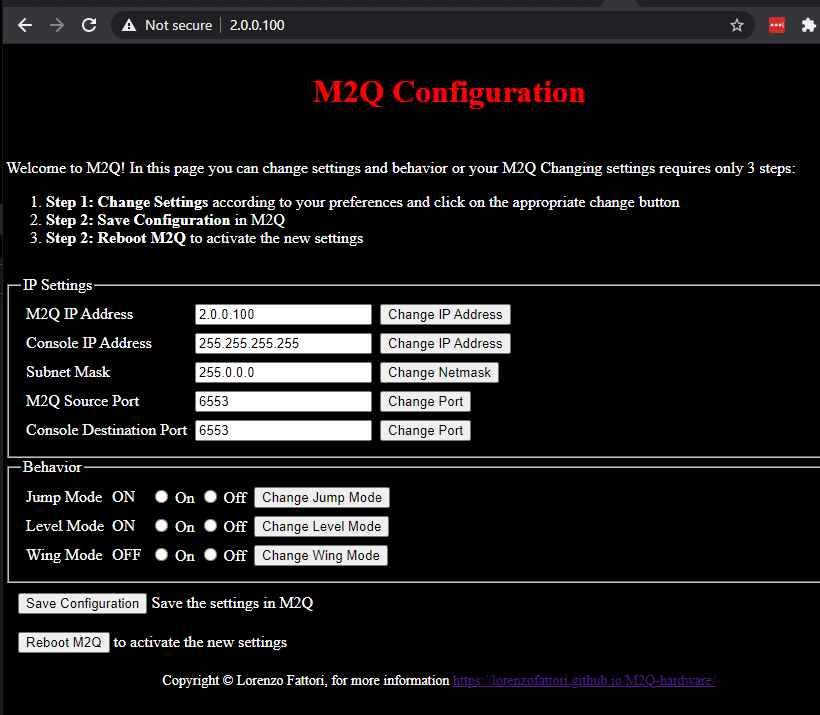 Not secure 2.0.0.100
M2Q Configuration
Welcome to M2Q! In this page you can change settings and behavior or your M2Q Changing settings requires only 3 steps:
1. Step 1: Change Settings according to your preferences and click on the appropriate change button
2. Step 2: Save Configuration in M2Q
3. Step 2: Reboot M2Q to activate the new settings
IP Settings
M2Q IP Address 2.0.0.100 Change IP Address
Console IP Address 255.255.255.255 Change IP Address
Subnet Mask 255.0.0.0 Change Netmask
M2Q Source Port 6553 Change Port
Console Destination Port 6553 Change Port
Behavior
Jump Mode ON On Off Change Jump Mode
Level Mode ON On Off Change Level Mode
Wing Mode OFF On Off Change Wing Mode
Save Configuration Save the settings in M2Q
Reboot M2Q to activate the new settings
Copyright © Lorenzo Fattori, for more information https://lorenzofattori.github.io/M2Q-hardware/